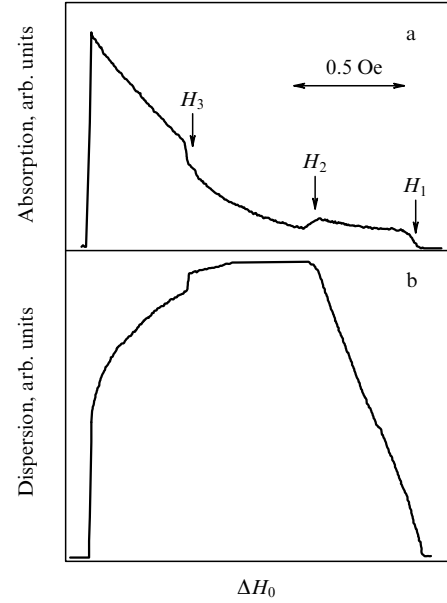 a
Absorption, arb. units
0.5 Oe
H₃
H₂
H₁
b
Dispersion, arb. units
ΔH₀